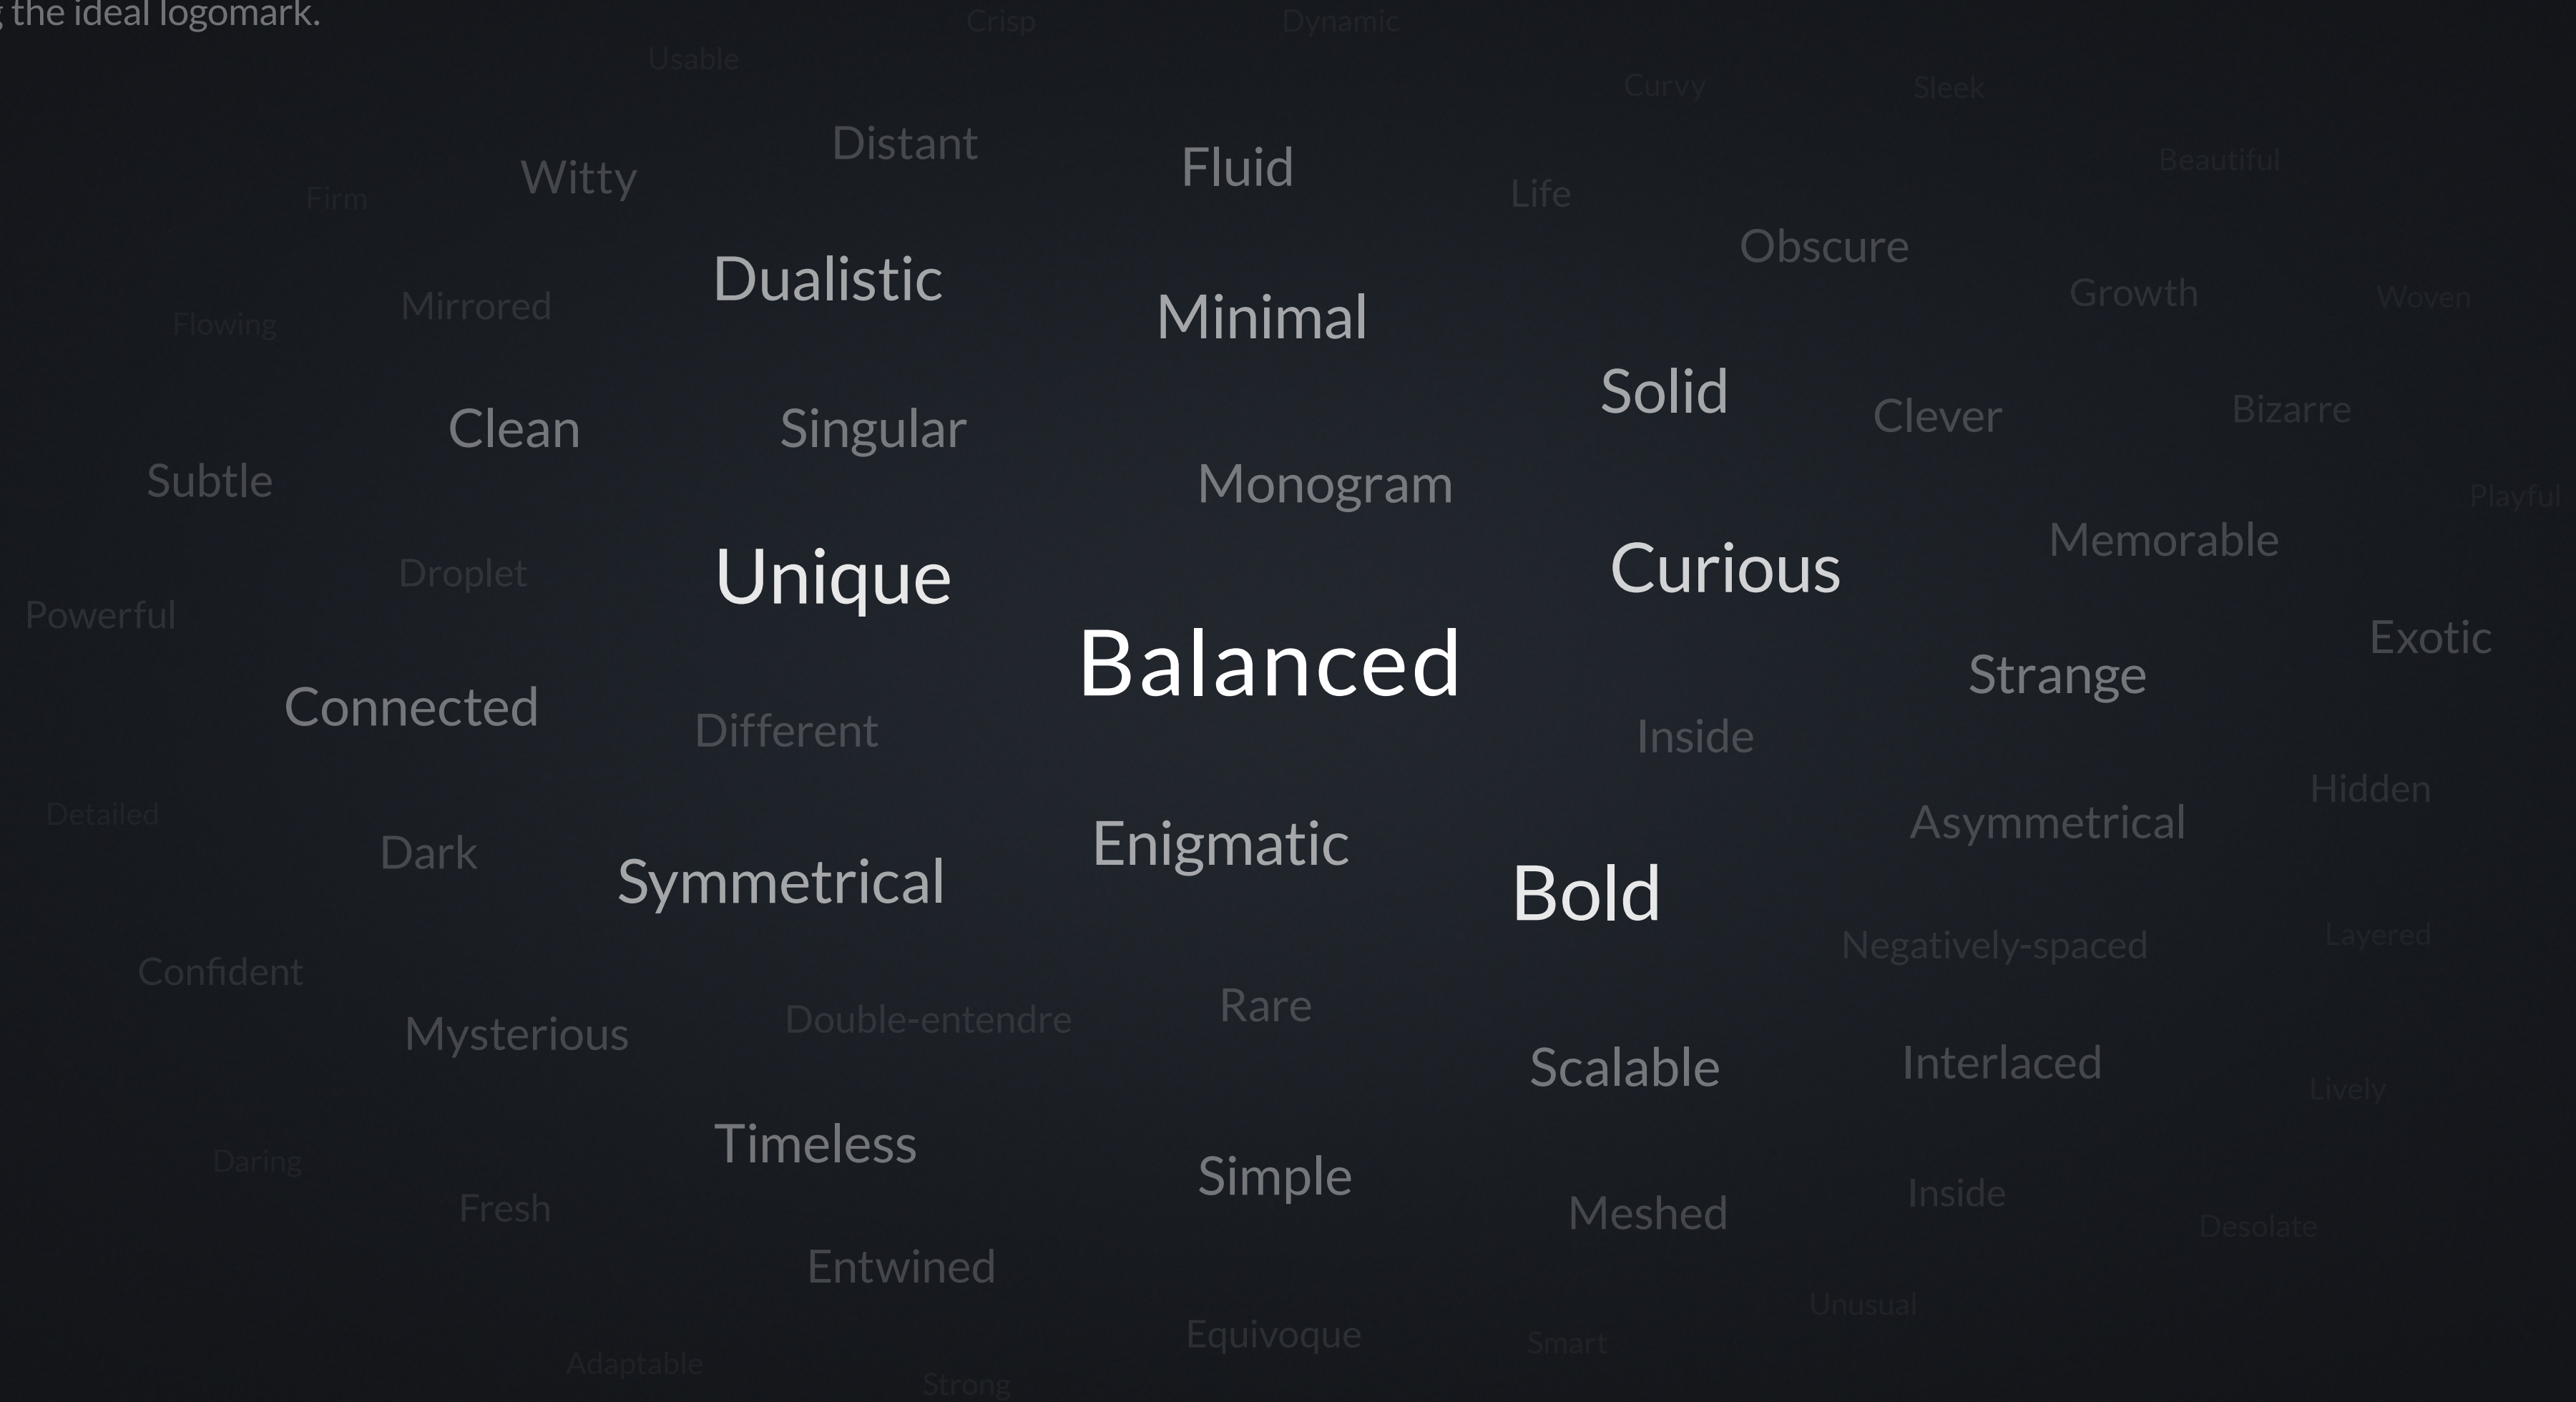 the ideal logomark.
Crisp
Dynamic
Usable
Curvy
Sleek
Distant
Fluid
Beautiful
Witty
Firm
Life
Obscure
Dualistic
Growth
Woven
Mirrored
Minimal
Flowing
Solid
Clever
Bizarre
Clean
Singular
Subtle
Monogram
Playful
Memorable
Droplet
Unique
Curious
Powerful
Exotic
Balanced
Strange
Connected
Different
Inside
Hidden
Detailed
Asymmetrical
Dark
Enigmatic
Symmetrical
Bold
Layered
Negatively-spaced
Confident
Rare
Double-entendre
Mysterious
Scalable
Interlaced
Lively
Timeless
Daring
Simple
Inside
Fresh
Meshed
Desolate
Entwined
Unusual
Equivoque
Smart
Adaptable
Strong